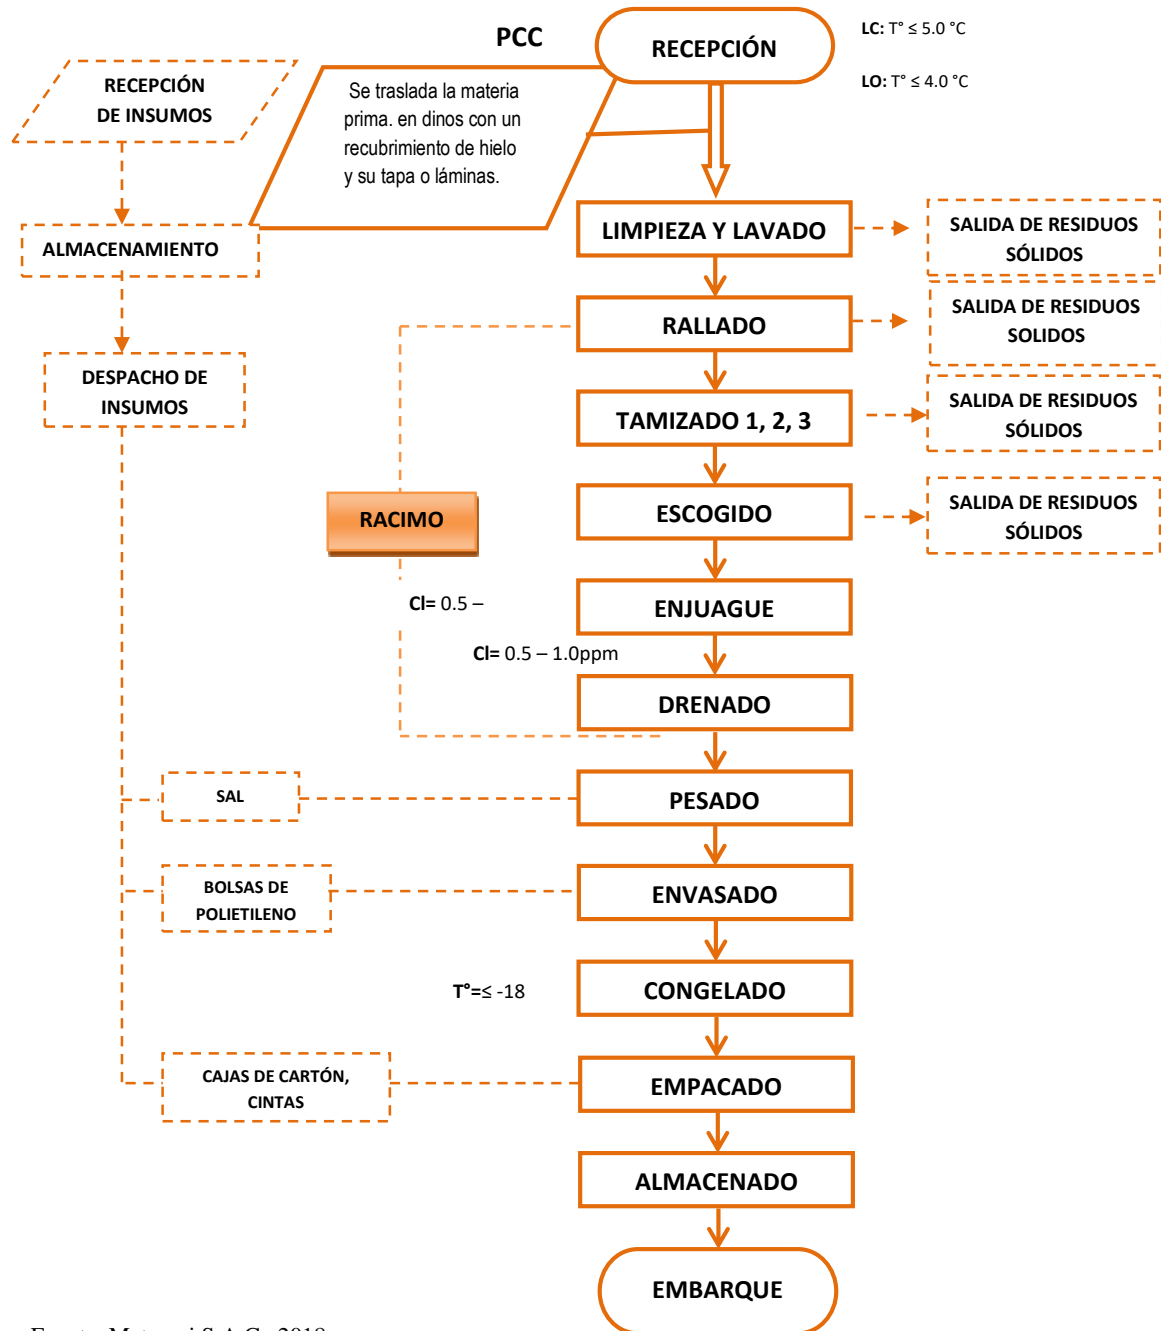 PCC
RECEPCIÓN
LC: T° ≤ 5.0 °C
LO: T° ≤ 4.0 °C
RECEPCIÓN
DE INSUMOS
Se traslada la materia
prima. en dinos con un
recubrimiento de hielo
y su tapa o láminas.
ALMACENAMIENTO
LIMPIEZA Y LAVADO
SALIDA DE RESIDUOS
SÓLIDOS
RALLADO
SALIDA DE RESIDUOS
SOLIDOS
DESPACHO DE
INSUMOS
TAMIZADO 1, 2, 3
SALIDA DE RESIDUOS
SÓLIDOS
RACIMO
ESCOGIDO
SALIDA DE RESIDUOS
SÓLIDOS
Cl= 0.5 –
ENJUAGUE
Cl= 0.5 – 1.0ppm
DRENADO
SAL
PESADO
BOLSAS DE
POLIETILENO
ENVASADO
T°=≤ -18
CONGELADO
CAJAS DE CARTÓN,
CINTAS
EMPACADO
ALMACENADO
EMBARQUE